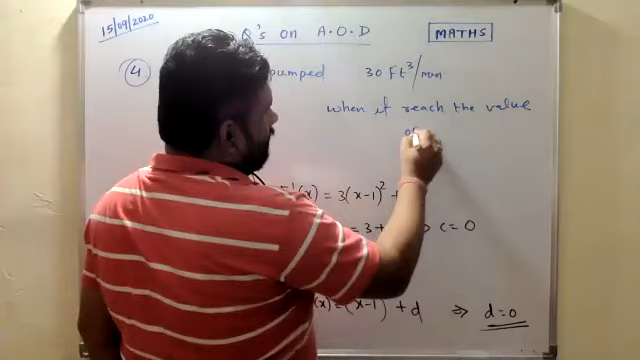 15/09/2020 Q's on A.O.D MATHS
4 pumped 30 Ft³/min
when it reach the value
f'(x) = 3(x-1)² +
= 3 + ⇒ c = 0
(x) = (x-1) + d ⇒ d = 0